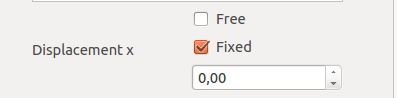 Free
Displacement x
Fixed
0,00